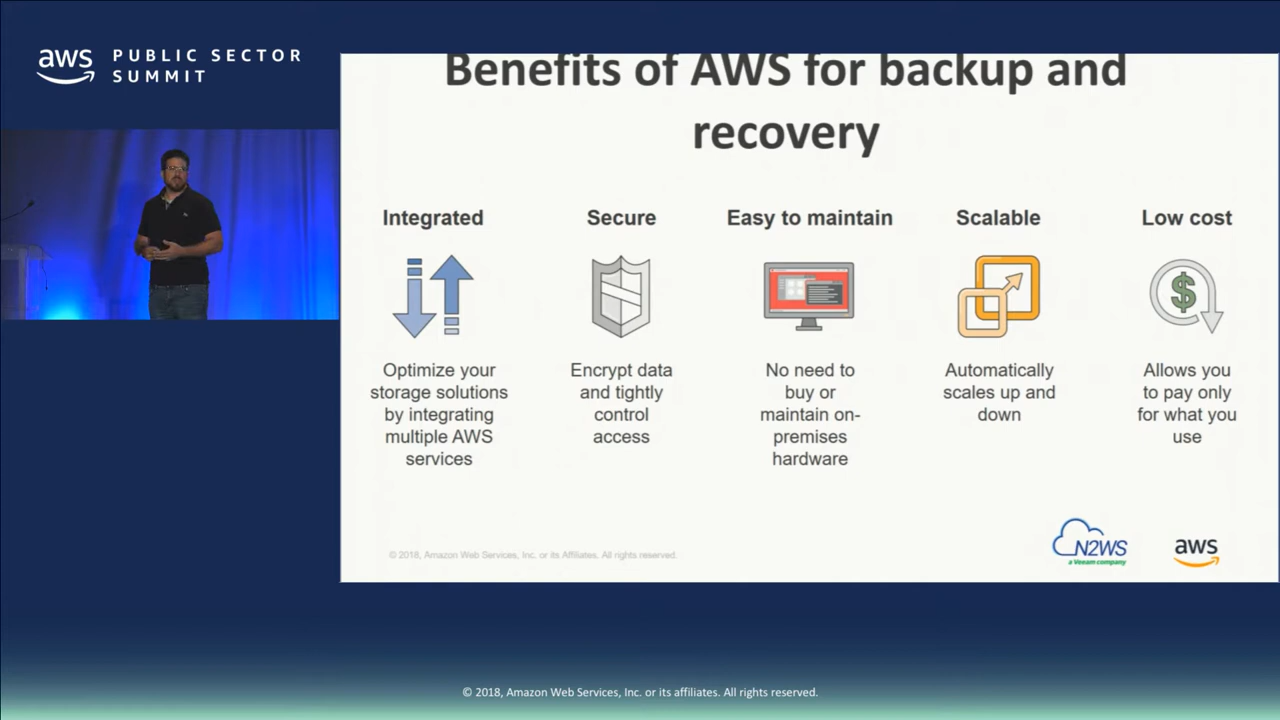 aws
PUBLIC SECTOR
SUMMIT
Benefits of AWS for backup and
recovery
Integrated
Optimize your
storage solutions
by integrating
multiple AWS
services
Secure
Encrypt data
and tightly
control
access
Easy to maintain
No need to
buy or
maintain on-
premises
hardware
Scalable
Automatically
scales up and
down
Low cost
$
Allows you
to pay only
for what you
use
© 2018, Amazon Web Services, Inc. or its Affiliates. All rights reserved.
N2WS
a Veeam company
aws
© 2018, Amazon Web Services, Inc. or its affiliates. All rights reserved.